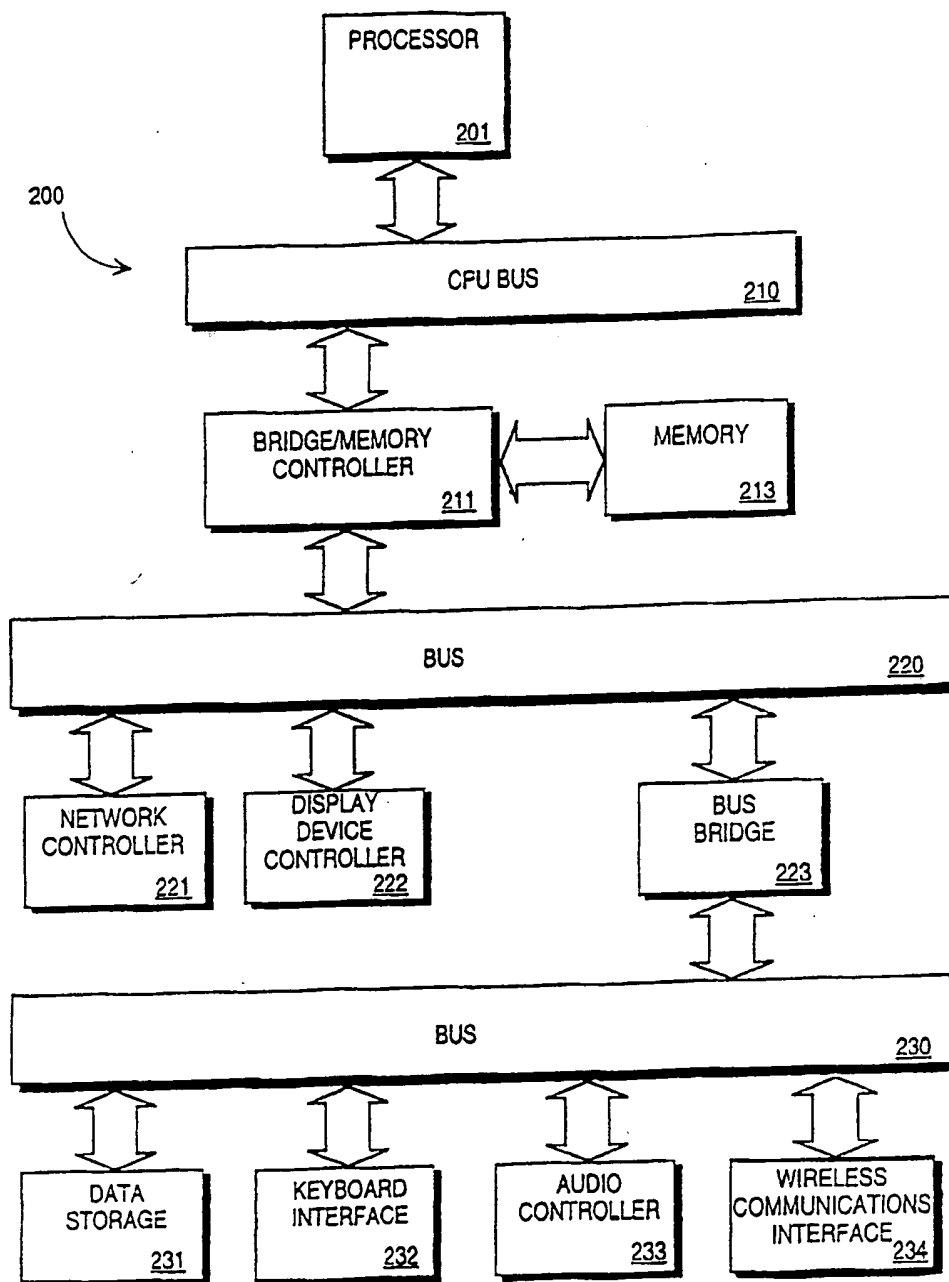 PROCESSOR
201
200
CPU BUS
210
BRIDGE/MEMORY
CONTROLLER
211
MEMORY
213
BUS
220
NETWORK
CONTROLLER
221
DISPLAY
DEVICE
CONTROLLER
222
BUS
BRIDGE
223
BUS
230
DATA
STORAGE
231
KEYBOARD
INTERFACE
232
AUDIO
CONTROLLER
233
WIRELESS
COMMUNICATIONS
INTERFACE
234